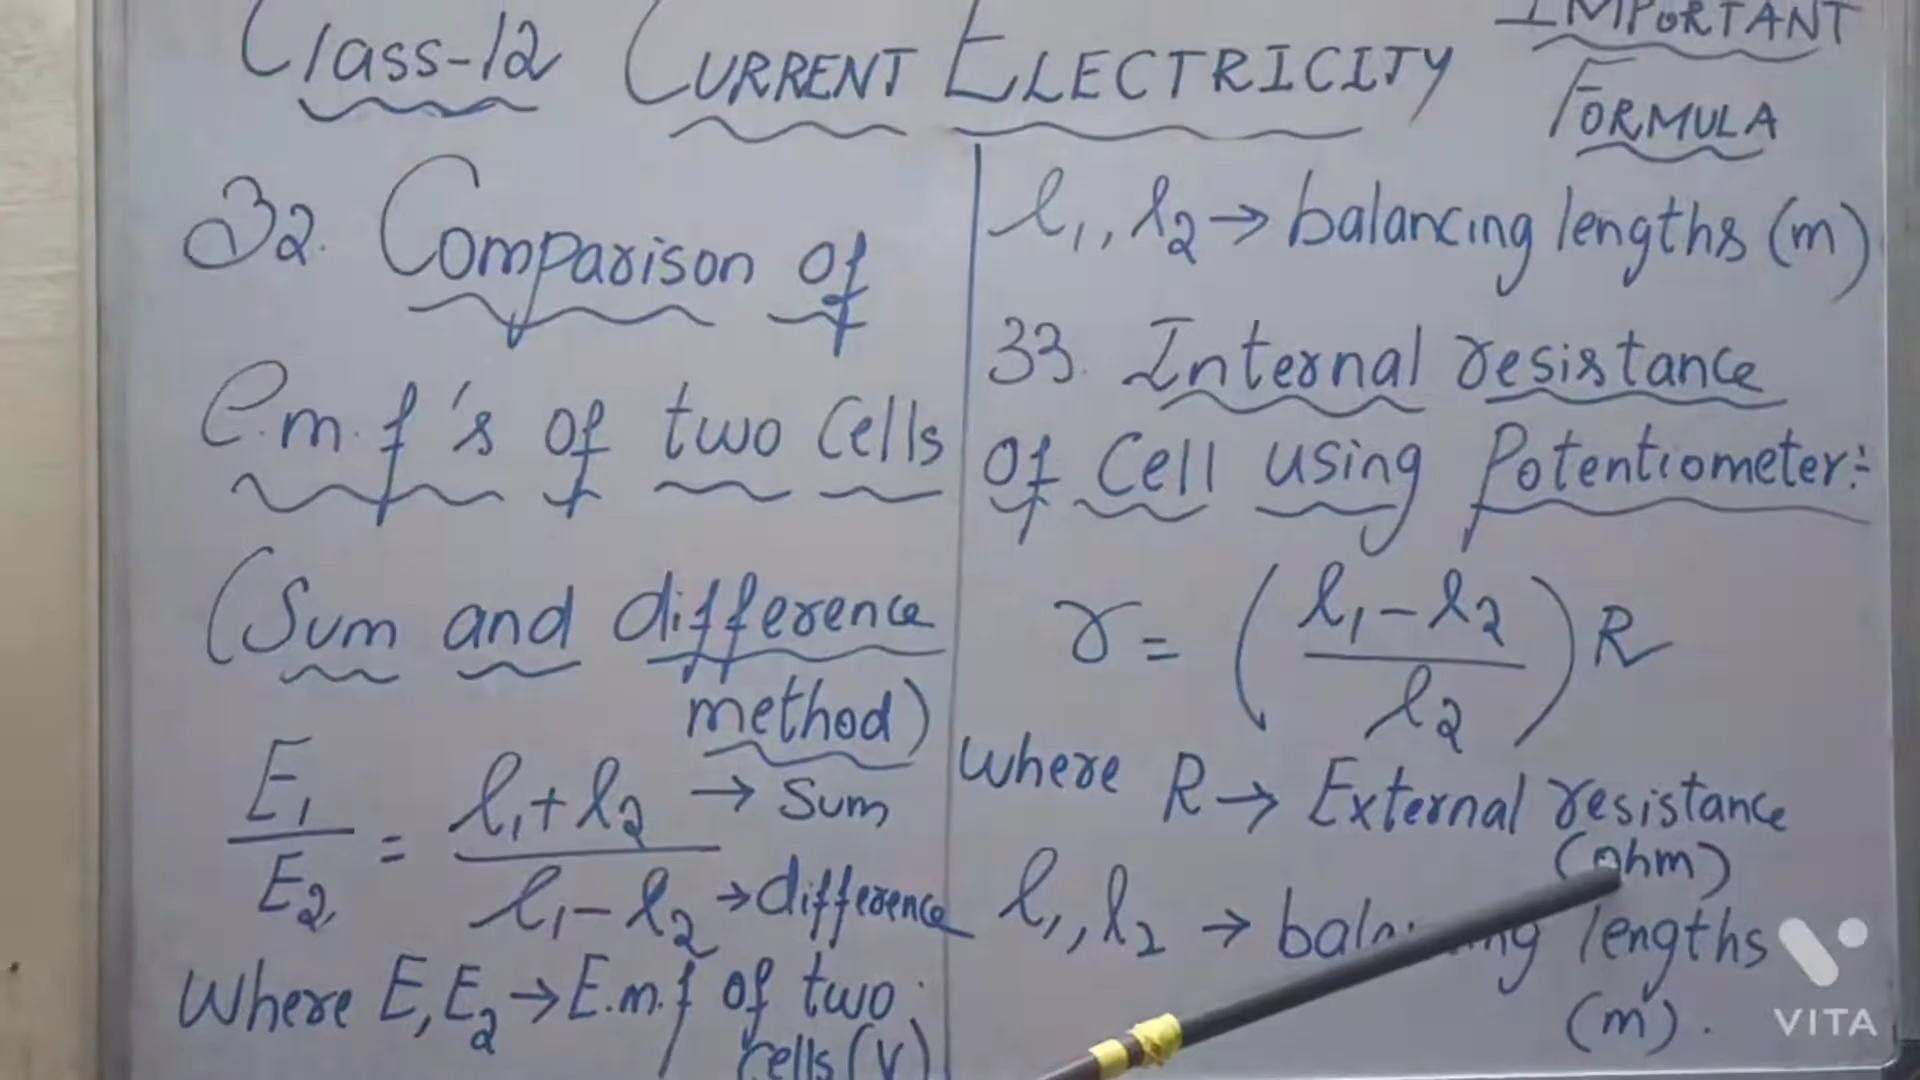 Class-12 CURRENT ELECTRICITY IMPORTANT
FORMULA
32. Comparison of
e.m.f's of two cells
(Sum and difference
method)
E1/E2 = l1+l2 → Sum / l1-l2 → difference
Where E1E2 → E.m.f of two
cells (V)
l1, l2 → balancing lengths (m)
33. Internal resistance
of Cell using Potentiometer:-
r = (l1-l2/l2) R
Where R → External resistance
(ohm)
l1, l2 → balancing lengths
(m).
VITA